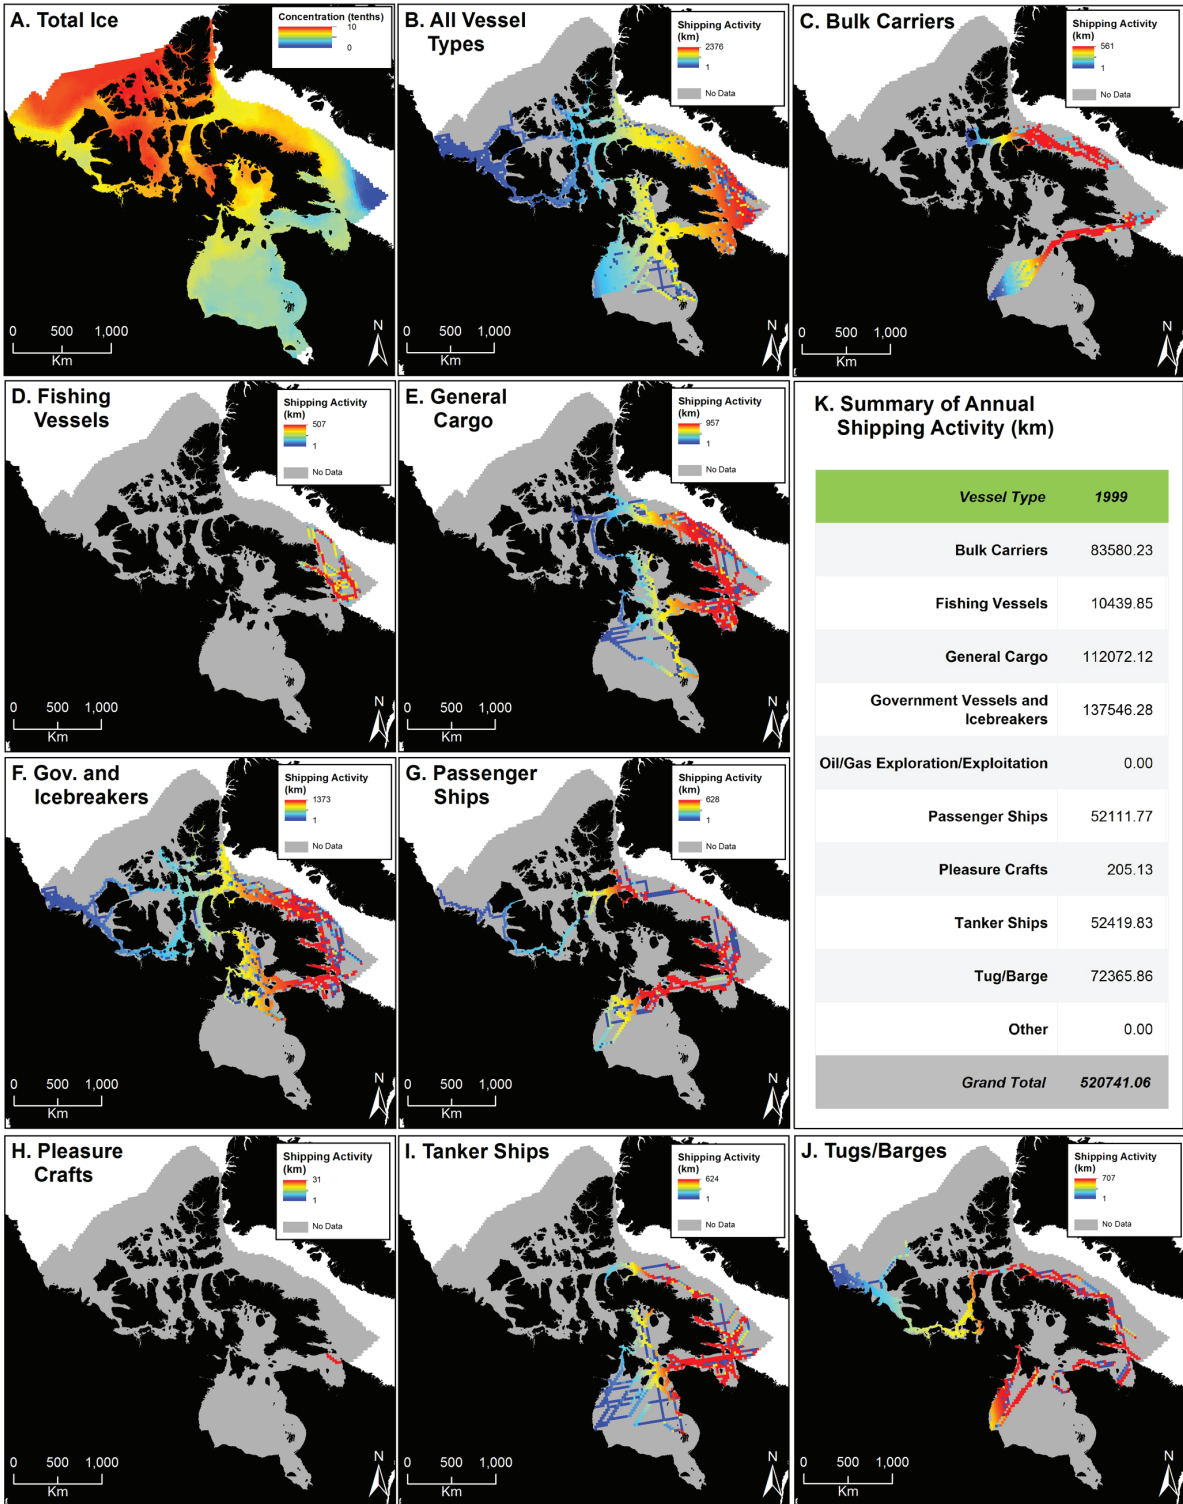 A. Total Ice
Concentration (tenths)
10
0
0 500 1,000
Km
N
B. All Vessel
Types
Shipping Activity
(km)
2376
1
No Data
0 500 1,000
Km
N
C. Bulk Carriers
Shipping Activity
(km)
561
1
No Data
0 500 1,000
Km
N
D. Fishing
Vessels
Shipping Activity
(km)
507
1
No Data
0 500 1,000
Km
N
E. General
Cargo
Shipping Activity
(km)
957
1
No Data
0 500 1,000
Km
N
K. Summary of Annual
Shipping Activity (km)
Vessel Type 1999
Bulk Carriers 83580.23
Fishing Vessels 10439.85
General Cargo 112072.12
Government Vessels and
Icebreakers 137546.28
Oil/Gas Exploration/Exploitation 0.00
Passenger Ships 52111.77
Pleasure Crafts 205.13
Tanker Ships 52419.83
Tug/Barge 72365.86
Other 0.00
Grand Total 520741.06
F. Gov. and
Icebreakers
Shipping Activity
(km)
1373
1
No Data
0 500 1,000
Km
N
G. Passenger
Ships
Shipping Activity
(km)
628
1
No Data
0 500 1,000
Km
N
H. Pleasure
Crafts
Shipping Activity
(km)
31
1
No Data
0 500 1,000
Km
N
I. Tanker Ships
Shipping Activity
(km)
624
1
No Data
0 500 1,000
Km
N
J. Tugs/Barges
Shipping Activity
(km)
707
1
No Data
0 500 1,000
Km
N